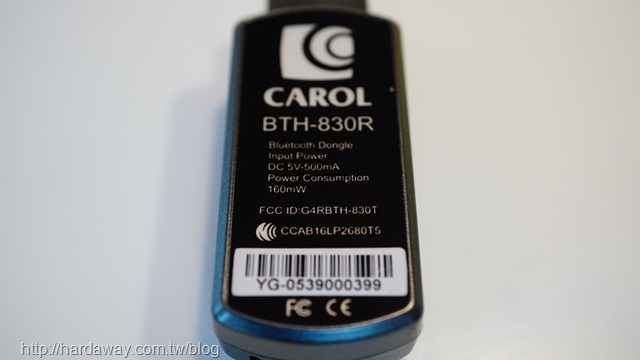 CAROL
BTH-830R
Bluetooth Dongle
Input Power
DC 5V-500mA
Power Consumption
160mW
FCC ID:G4RBTH-830T
CCAB16LP2680T5
YG-0539000399
FC CE
http://hardaway.com.tw/blog